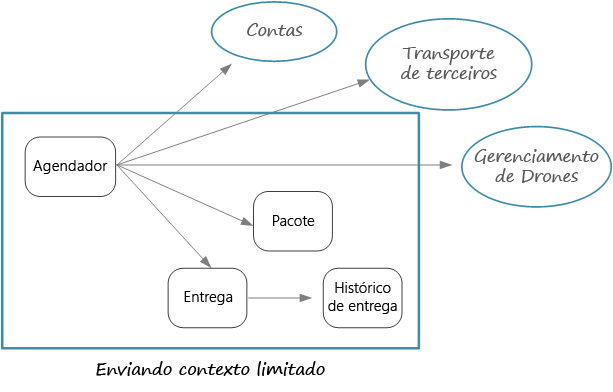 Contas
Transporte
de terceiros
Agendador
Gerenciamento
de Drones
Pacote
Entrega
Histórico
de entrega
Enviando contexto limitado